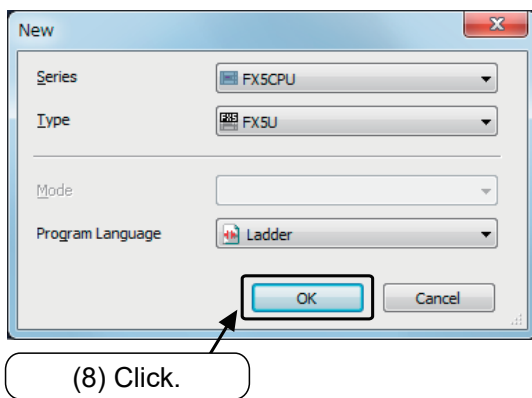 New
Series
FX5CPU
Type
FX5U
Mode
Program Language
Ladder
OK
Cancel
(8) Click.